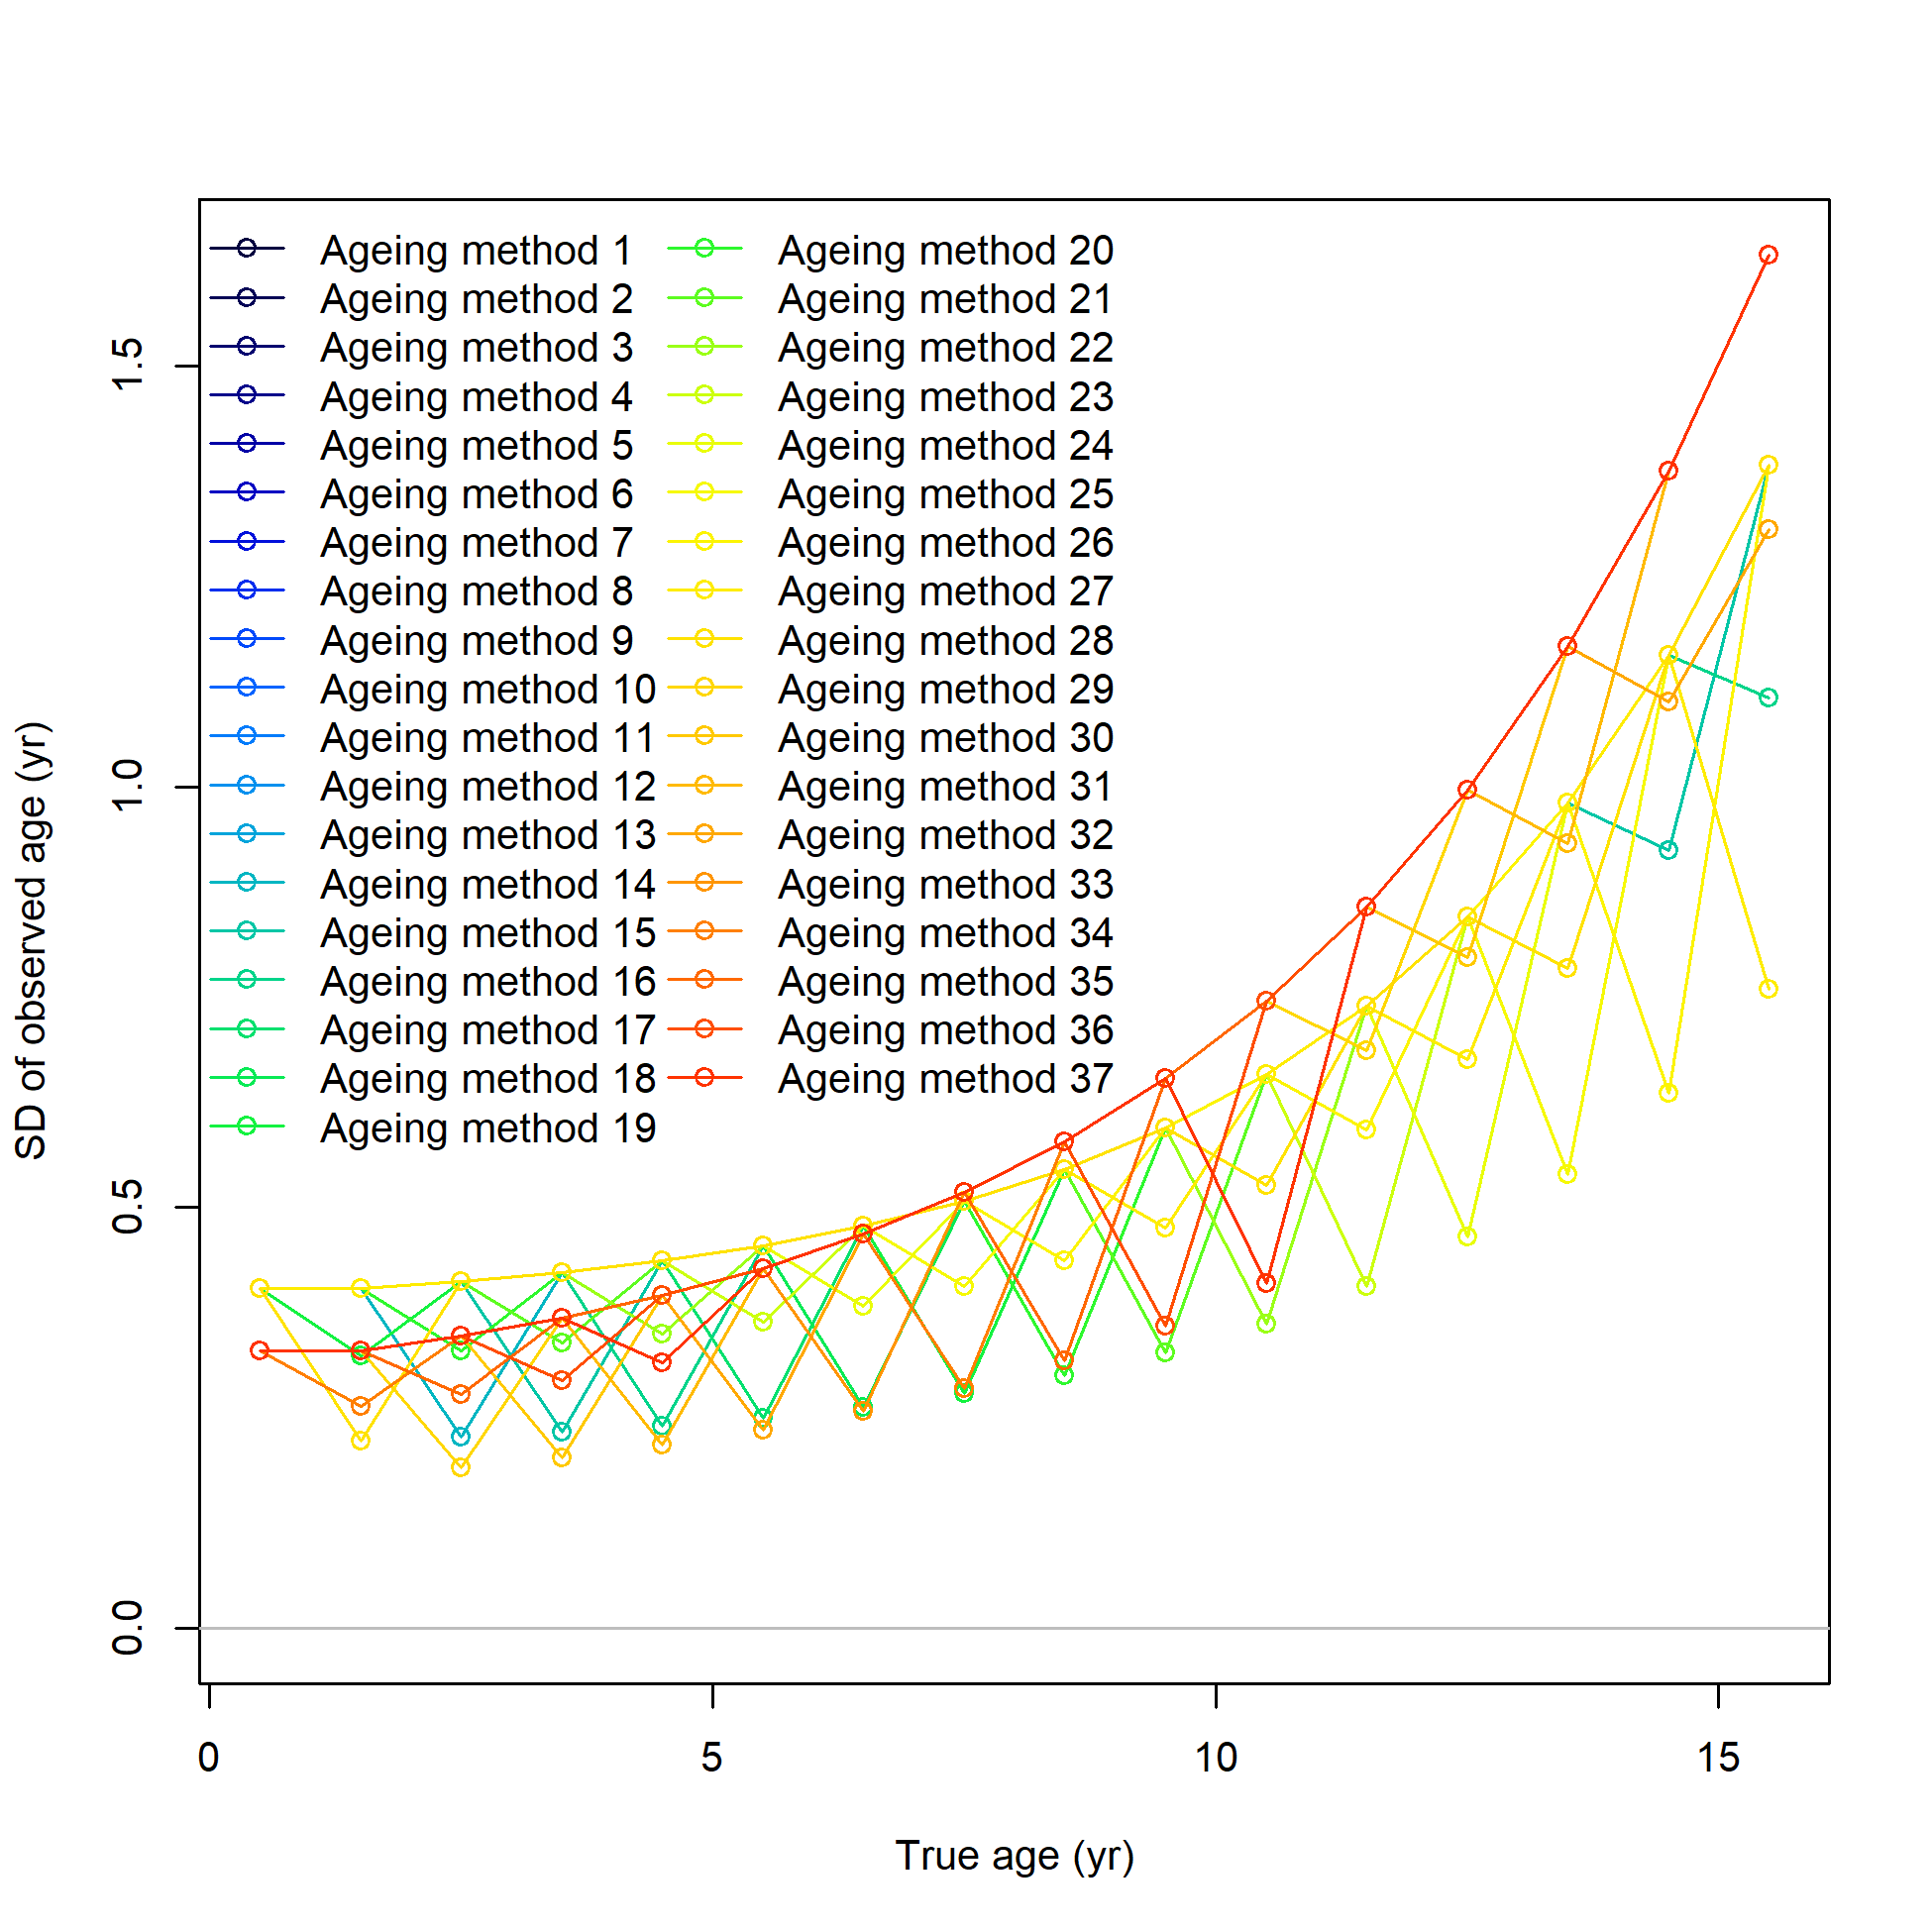 Ageing method 1
Ageing method 2
Ageing method 3
Ageing method 4
Ageing method 5
Ageing method 6
Ageing method 7
Ageing method 8
Ageing method 9
Ageing method 10
Ageing method 11
Ageing method 12
Ageing method 13
Ageing method 14
Ageing method 15
Ageing method 16
Ageing method 17
Ageing method 18
Ageing method 19
Ageing method 20
Ageing method 21
Ageing method 22
Ageing method 23
Ageing method 24
Ageing method 25
Ageing method 26
Ageing method 27
Ageing method 28
Ageing method 29
Ageing method 30
Ageing method 31
Ageing method 32
Ageing method 33
Ageing method 34
Ageing method 35
Ageing method 36
Ageing method 37
SD of observed age (yr)
1.5
1.0
0.5
0.0
0 5 10 15
True age (yr)